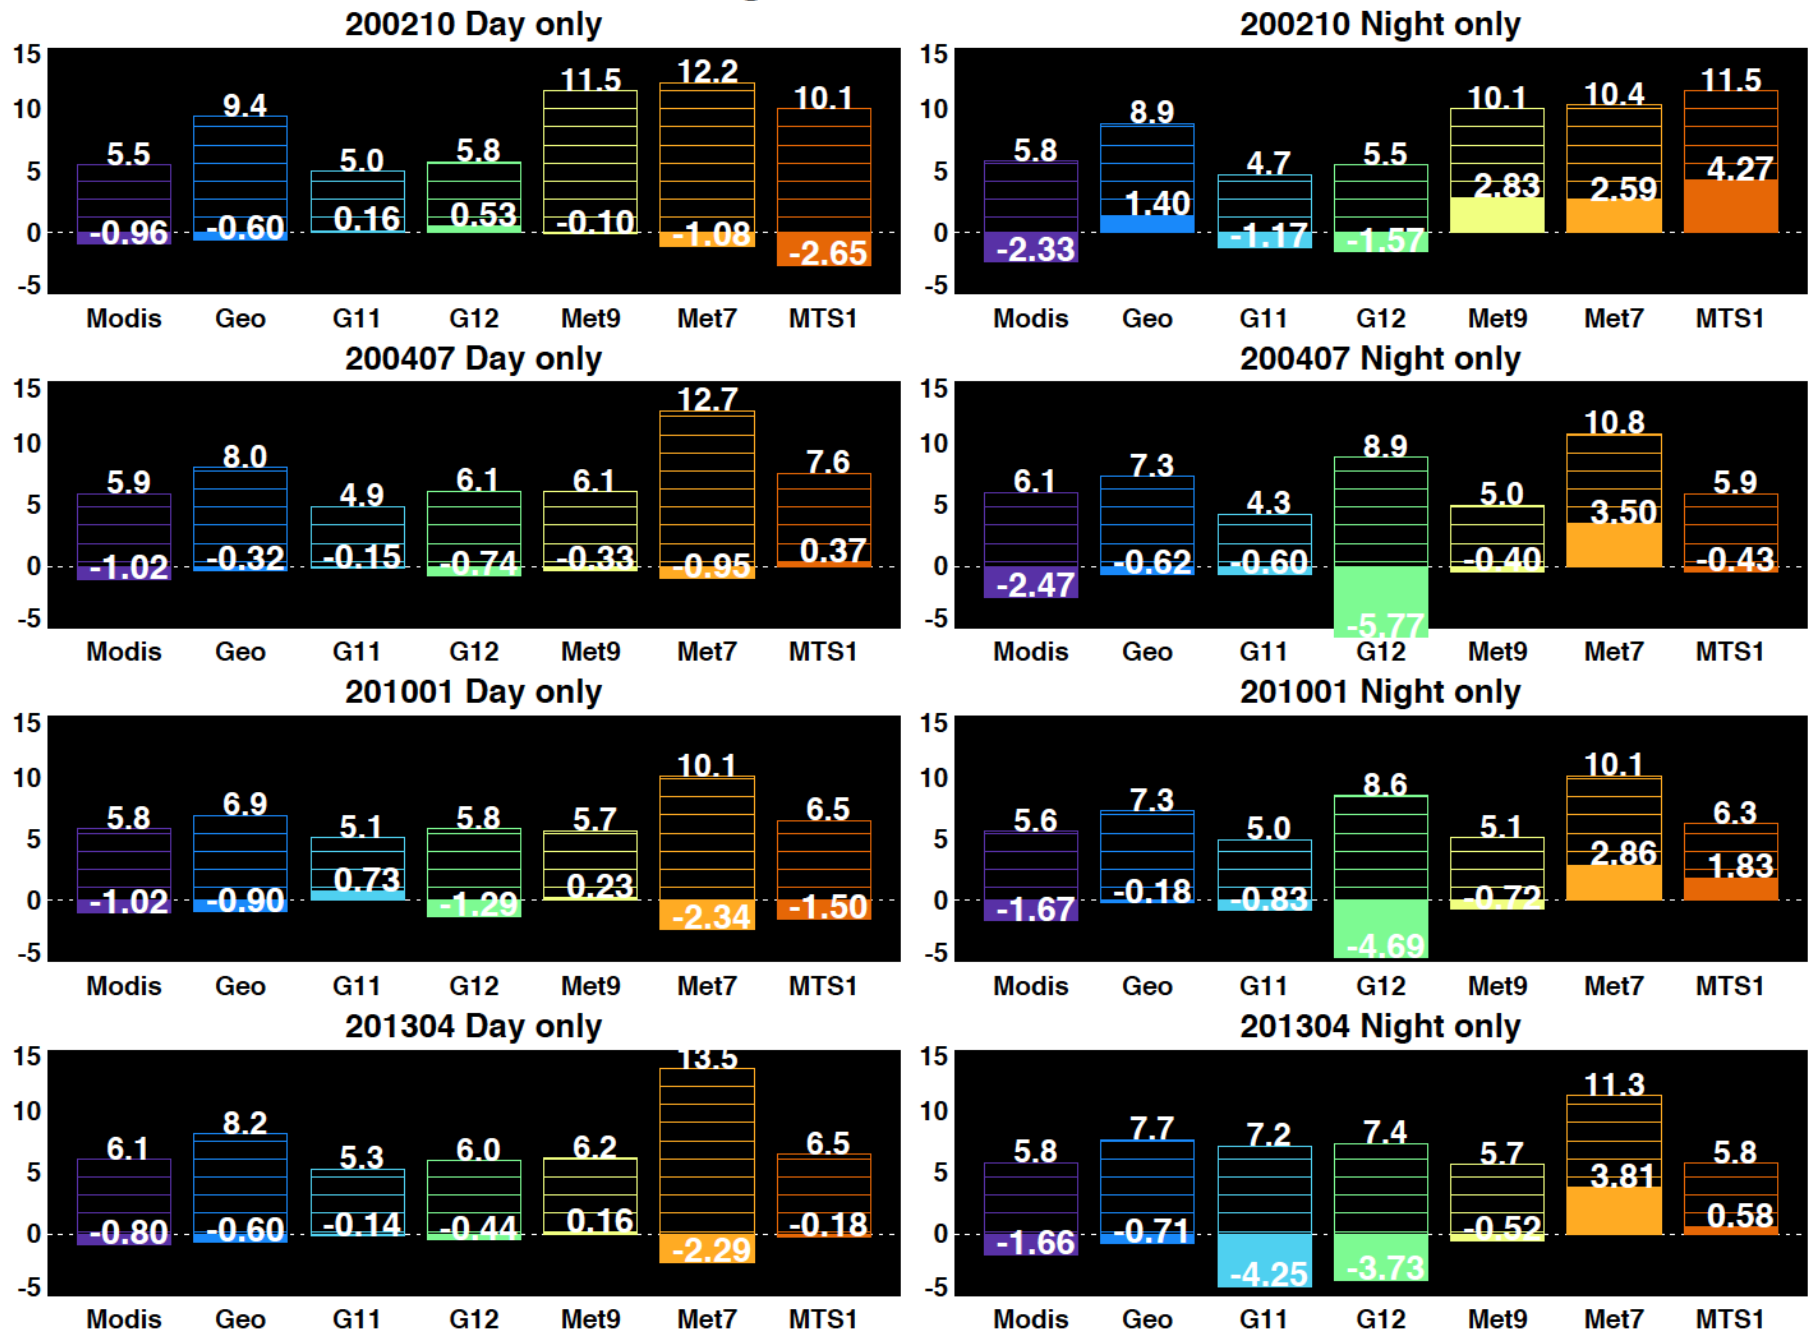 200210 Day only
15
10
5
0
-5
5.5 9.4 5.0 5.8 11.5 12.2 10.1
-0.96 -0.60 0.16 0.53 -0.10 -1.08 -2.65
Modis Geo G11 G12 Met9 Met7 MTS1
200210 Night only
15
10
5
0
-5
5.8 8.9 4.7 5.5 10.1 10.4 11.5
-2.33 1.40 -1.17 -1.57 2.83 2.59 4.27
Modis Geo G11 G12 Met9 Met7 MTS1
200407 Day only
15
10
5
0
-5
5.9 8.0 4.9 6.1 6.1 12.7 7.6
-1.02 -0.32 -0.15 -0.74 -0.33 -0.95 0.37
Modis Geo G11 G12 Met9 Met7 MTS1
200407 Night only
15
10
5
0
-5
6.1 7.3 4.3 8.9 5.0 10.8 5.9
-2.47 -0.62 -0.60 -5.77 -0.40 3.50 -0.43
Modis Geo G11 G12 Met9 Met7 MTS1
201001 Day only
15
10
5
0
-5
5.8 6.9 5.1 5.8 5.7 10.1 6.5
-1.02 -0.90 0.73 -1.29 0.23 -2.34 -1.50
Modis Geo G11 G12 Met9 Met7 MTS1
201001 Night only
15
10
5
0
-5
5.6 7.3 5.0 8.6 5.1 10.1 6.3
-1.67 -0.18 -0.83 -4.69 -0.72 2.86 1.83
Modis Geo G11 G12 Met9 Met7 MTS1
201304 Day only
15
10
5
0
-5
6.1 8.2 5.3 6.0 6.2 13.5 6.5
-0.80 -0.60 -0.14 -0.44 0.16 -2.29 -0.18
Modis Geo G11 G12 Met9 Met7 MTS1
201304 Night only
15
10
5
0
-5
5.8 7.7 7.2 7.4 5.7 11.3 5.8
-1.66 -0.71 -4.25 -3.73 -0.52 3.81 0.58
Modis Geo G11 G12 Met9 Met7 MTS1